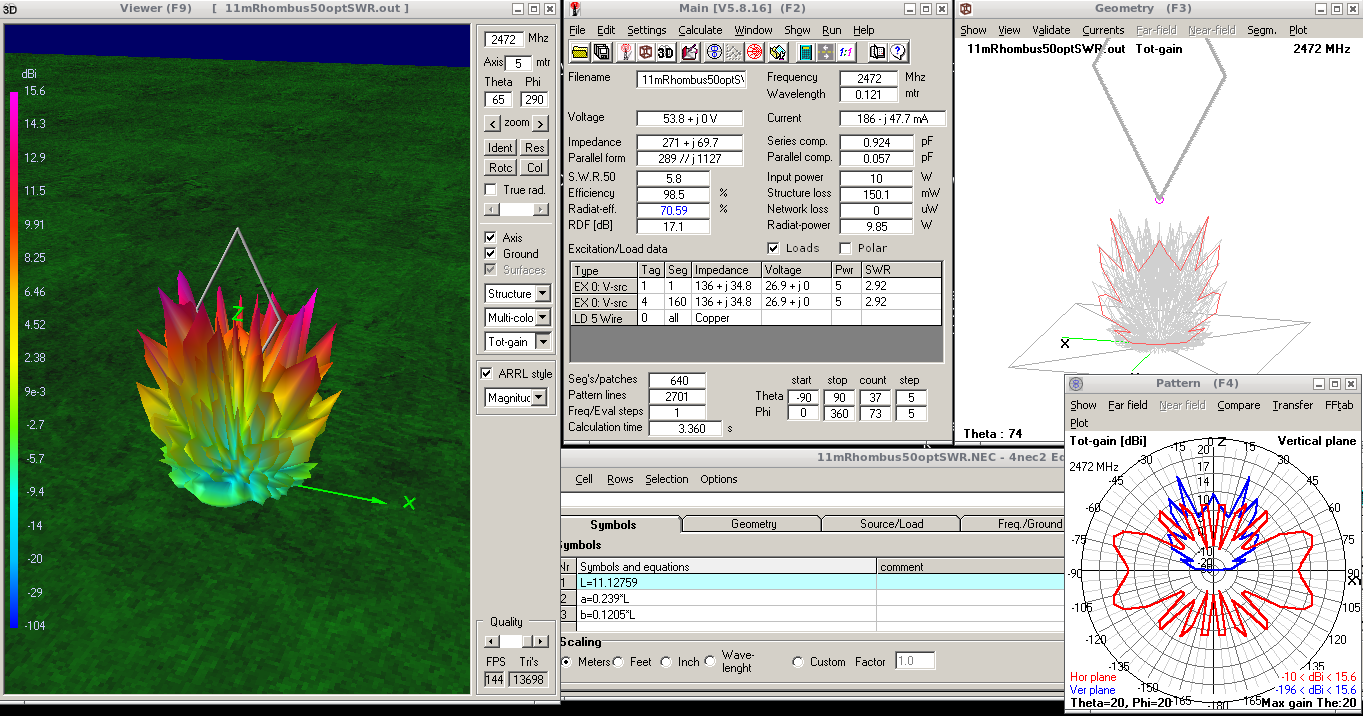 3D
Viewer (F9) [ 11mRhombus50optSWR.out ]
dBi
15.6
14.3
12.9
11.5
9.91
8.25
6.46
4.52
2.38
9e-3
-2.7
-5.7
-9.4
-14
-20
-29
-104
Z
X
2472 Mhz
Axis 5 mtr
Theta Phi
65 290
< zoom >
Ident Res
Rotc Col
True rad.
Axis
Ground
Surfaces
Structure
Multi-colo
Tot-gain
ARRL style
Magnituc
Quality
FPS Tri's
144 13698
Main [V5.8.16] (F2)
File Edit Settings Calculate Window Show Run Help
3D
1:1
Filename 11mRhombus50optSV
Frequency 2472 Mhz
Wavelength 0.121 mtr
Voltage 53.8 + j 0 V
Current 186 - j 47.7 mA
Impedance 271 + j 69.7
Series comp. 0.924 pF
Parallel form 289 // j 1127
Parallel comp. 0.057 pF
S.W.R.50 5.8
Input power 10 W
Efficiency 98.5 %
Structure loss 150.1 mW
Radiat-eff. 70.59 %
Network loss 0 uW
RDF [dB] 17.1
Radiat-power 9.85 W
Excitation/Load data
Loads Polar
Type Tag Seg Impedance Voltage Pwr SWR
EX 0: V-src 1 1 136 + j 34.8 26.9 + j 0 5 2.92
EX 0: V-src 4 160 136 + j 34.8 26.9 + j 0 5 2.92
LD 5 Wire 0 all Copper
Seg's/patches 640
Pattern lines 2701
Freq/Eval steps 1
Calculation time 3.360 s
start stop count step
Theta -90 90 37 5
Phi 0 360 73 5
11mRhombus50optSWR.NEC - 4nec2 Ed
Cell Rows Selection Options
Symbols Geometry Source/Load Freq./Ground
Symbols
Nr Symbols and equations comment
1 L=11.12759
2 a=0.239*L
3 b=0.1205*L
Scaling
Meters Feet Inch Wave-lenght Custom Factor 1.0
Geometry (F3)
Show View Validate Currents Far-field Near-field Segm. Plot
11mRhombus50optSWR.out Tot-gain 2472 MHz
X
Theta : 74
Pattern (F4)
Show Far field Near field Compare Transfer FFtab
Plot
Tot-gain [dBi] Vertical plane
2472 MHz
0 Z
-15 15
-30 30
-45 45
-60 60
-75 75
-90 90
-105 105
-120 120
-135 135
-150
-165 165
-180
20
17
14
Hor plane -10 < dBi < 15.6
Ver plane -196 < dBi < 15.6
Theta=20, Phi=20 Max gain The:20